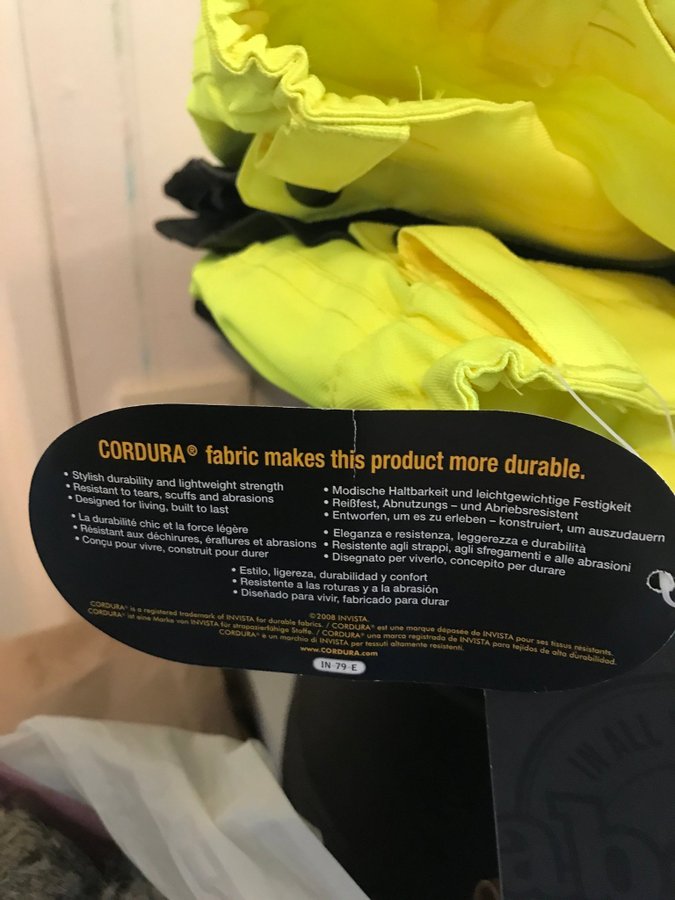 CORDURA® fabric makes this product more durable.
• Stylish durability and lightweight strength
• Resistant to tears, scuffs and abrasions
• Designed for living, built to last
• La durabilité chic et la force légère
• Résistant aux déchirures, éraflures et abrasions
• Conçu pour vivre, construit pour durer
• Modische Haltbarkeit und leichtgewichtige Festigkeit
• Reißfest, Abnutzungs – und Abriebsresistent
• Entworfen, um es zu erleben – konstruiert, um auszudauern
• Eleganza e resistenza, leggerezza e durabilità
• Resistente agli strappi, agli sfregamenti e alle abrasioni
• Disegnato per viverlo, concepito per durare
• Estilo, ligereza, durabilidad y confort
• Resistente a las roturas y a la abrasión
• Diseñado para vivir, fabricado para durar
©2008 INVISTA.
CORDURA® is a registered trademark of INVISTA for durable fabrics. / CORDURA® est une marque déposée de INVISTA pour ses tissus résistants.
CORDURA® ist eine Marke von INVISTA für strapazierfähige Stoffe. / CORDURA® una marca registrada de INVISTA para tejidos de alta durabilidad.
CORDURA® è un marchio di INVISTA per tessuti altamente resistenti.
www.CORDURA.com
IN-79-E
IN ALL